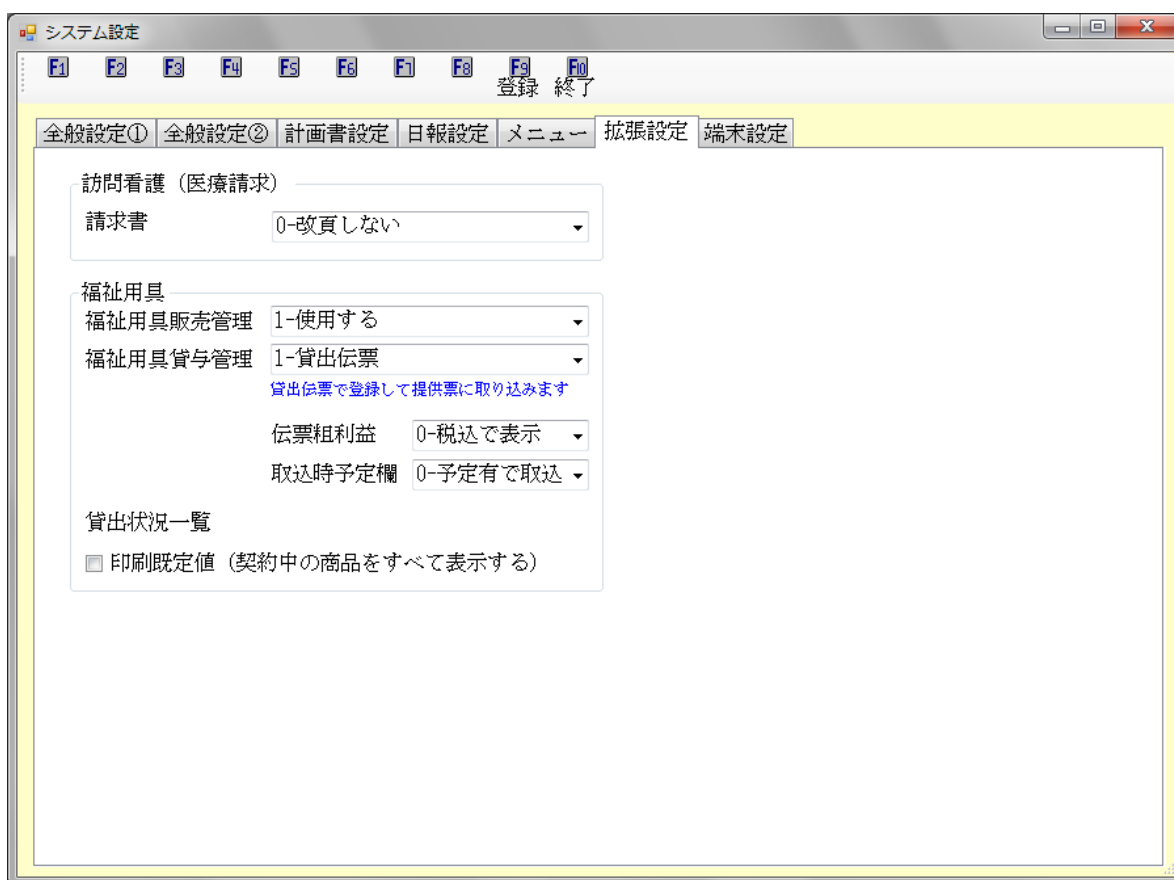 システム設定
F1 F2 F3 F4 F5 F6 F7 F8 F9 F10
登録 終了
全般設定① 全般設定② 計画書設定 日報設定 メニュー 拡張設定 端末設定
訪問看護（医療請求）
請求書 0-改頁しない
福祉用具
福祉用具販売管理 1-使用する
福祉用具貸与管理 1-貸出伝票
貸出伝票で登録して提供票に取り込みます
伝票粗利益 0-税込で表示
取込時予定欄 0-予定有で取込
貸出状況一覧
印刷既定値（契約中の商品をすべて表示する）